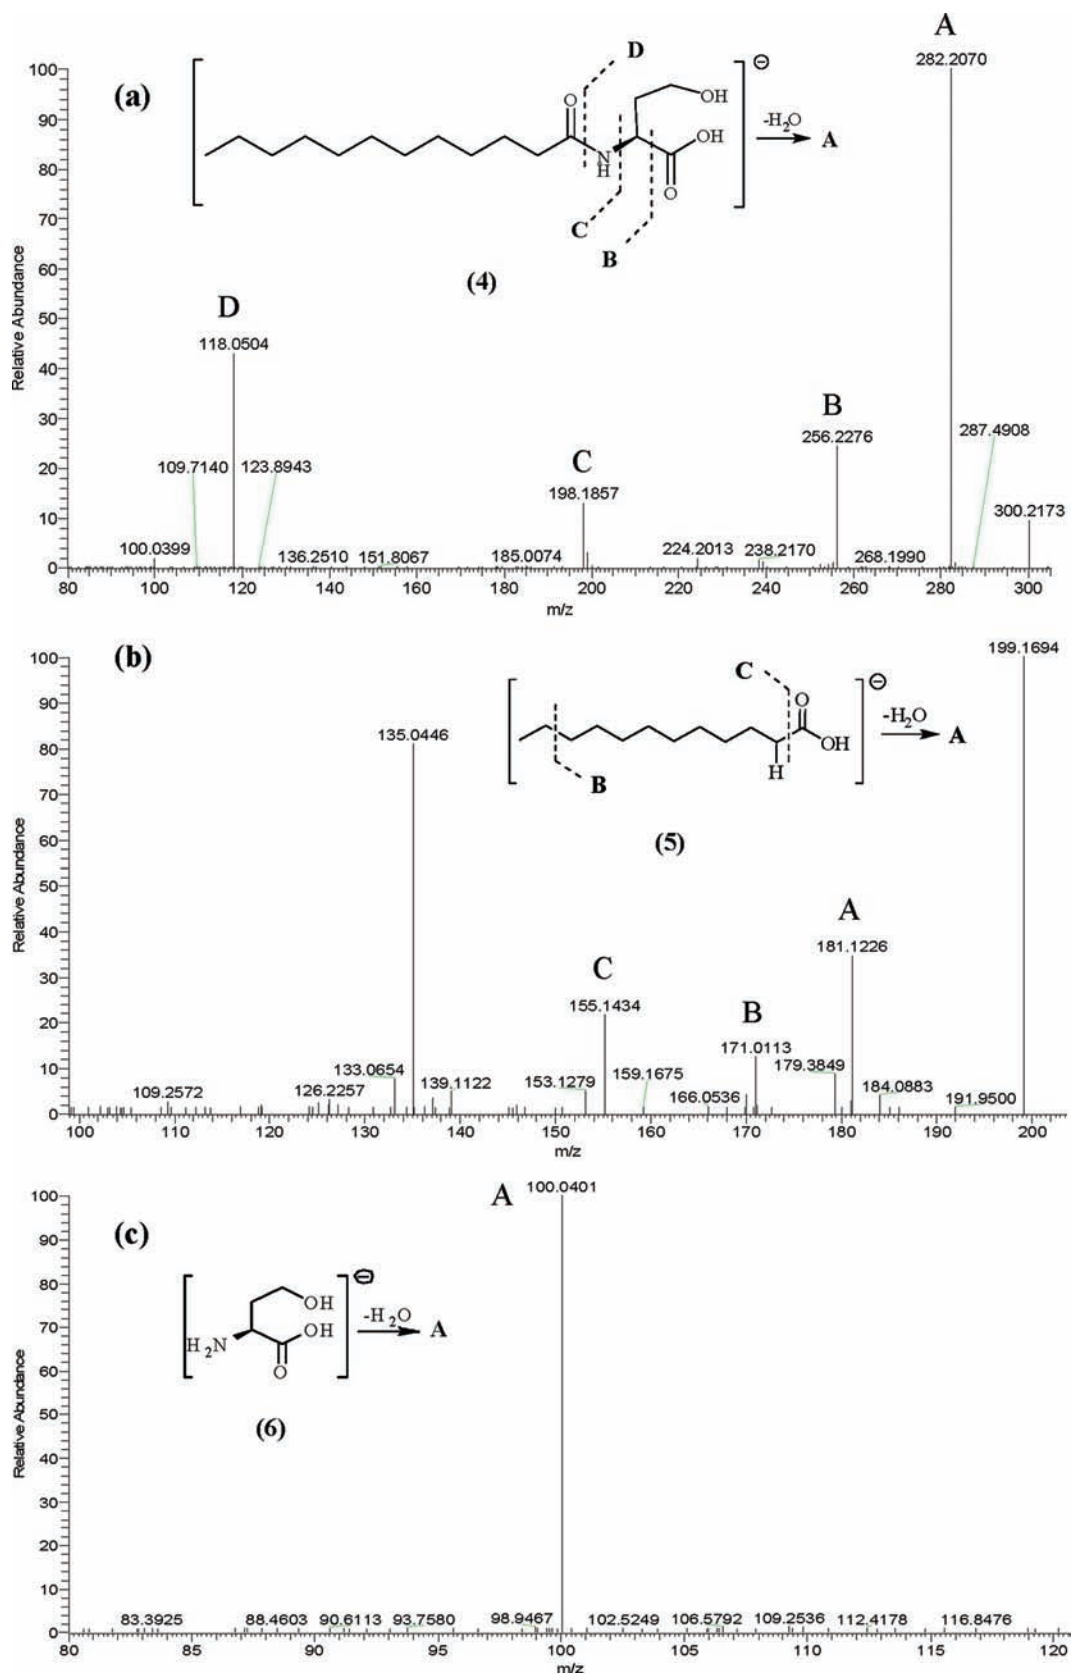 A
282.2070
(a)
D
O
OH
OH
N
H
O
C
B
⊖
-H2O
A
(4)
D
118.0504
B
256.2276
C
198.1857
287.4908
109.7140
123.8943
300.2173
100.0399
136.2510
151.8067
185.0074
224.2013
238.2170
268.1990
100
90
80
70
60
50
40
30
20
10
0
Relative Abundance
80 100 120 140 160 180 200 220 240 260 280 300
m/z
(b)
199.1694
C
O
OH
H
B
⊖
-H2O
A
(5)
135.0446
A
181.1226
C
155.1434
B
171.0113
133.0654
179.3849
109.2572
126.2257
139.1122
153.1279
159.1675
166.0536
184.0883
191.9500
100
90
80
70
60
50
40
30
20
10
0
Relative Abundance
100 110 120 130 140 150 160 170 180 190 200
m/z
A
100.0401
(c)
OH
OH
H2N
O
⊖
-H2O
A
(6)
83.3925
88.4603
90.6113
93.7580
98.9467
102.5249
106.5792
109.2536
112.4178
116.8476
100
90
80
70
60
50
40
30
20
10
0
Relative Abundance
80 85 90 95 100 105 110 115 120
m/z